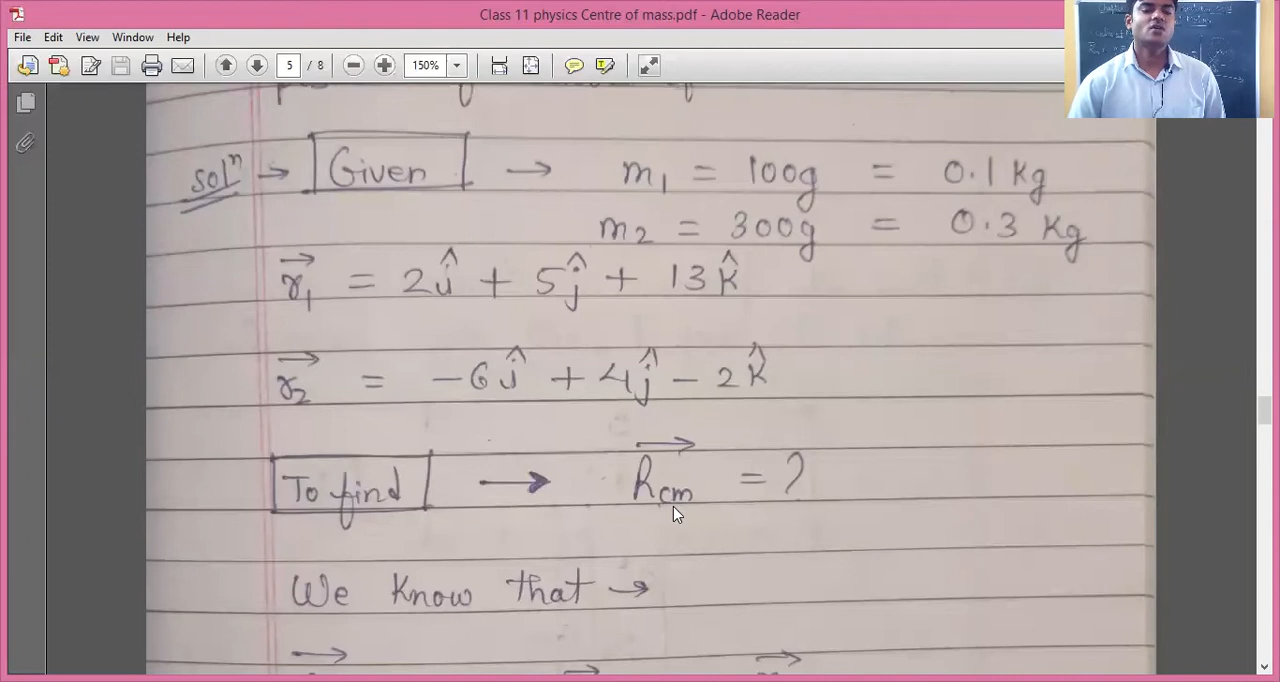 Class 11 physics Centre of mass.pdf - Adobe Reader
File Edit View Window Help
5 / 8 150%
solⁿ → Given → m₁ = 100g = 0.1 Kg
m₂ = 300g = 0.3 Kg
r₁⃗ = 2î + 5ĵ + 13k̂
r₂⃗ = -6î + 4ĵ - 2k̂
To find → R⃗cm = ?
We Know that →